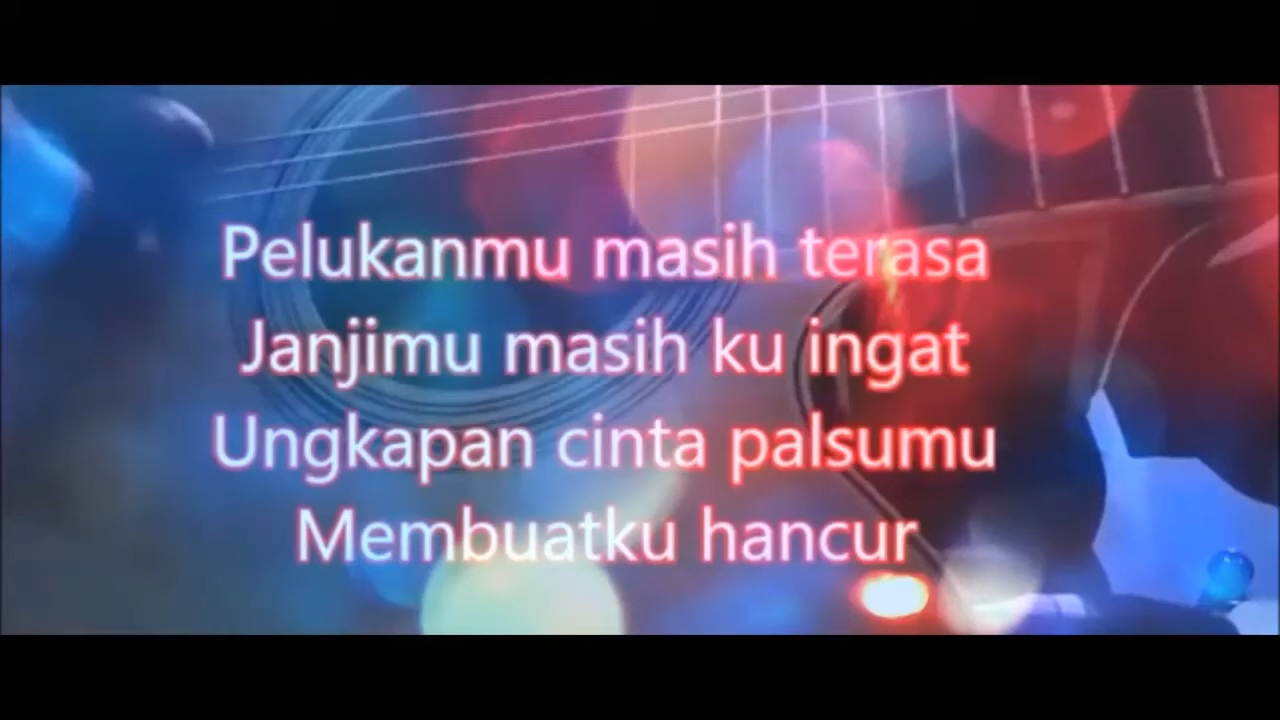 Pelukanmu masih terasa
Janjimu masih ku ingat
Ungkapan cinta palsumu
Membuatku hancur